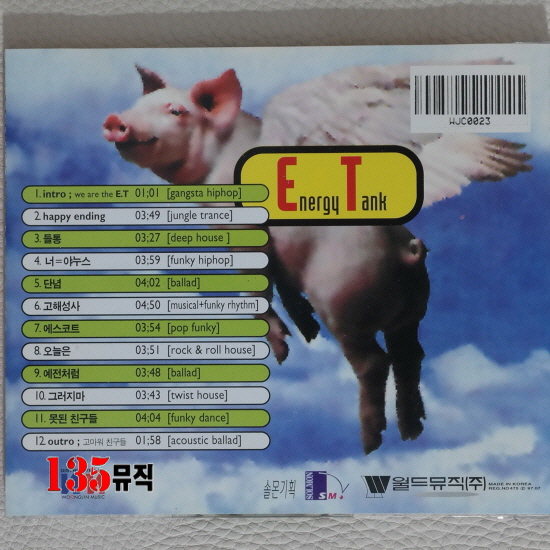 WJC0023
Energy Tank
1. intro ; we are the E.T 01;01 [gangsta hiphop]
2. happy ending 03;49 [jungle trance]
3. 들통 03;27 [deep house ]
4. 너=야누스 03;59 [funky hiphop]
5. 단념 04;02 [ballad]
6. 고해성사 04;50 [musical+funky rhythm]
7. 에스코트 03;54 [pop funky]
8. 오늘은 03;51 [rock & roll house]
9. 예전처럼 03;48 [ballad]
10. 그러지마 03;43 [twist house]
11. 못된 친구들 04;04 [funky dance]
12 outro ; 고마워 친구들 01;58 [acoustic ballad]
135뮤직
솔몬기획
SOLMON
SM
월드뮤직(주)
MADE IN KOREA